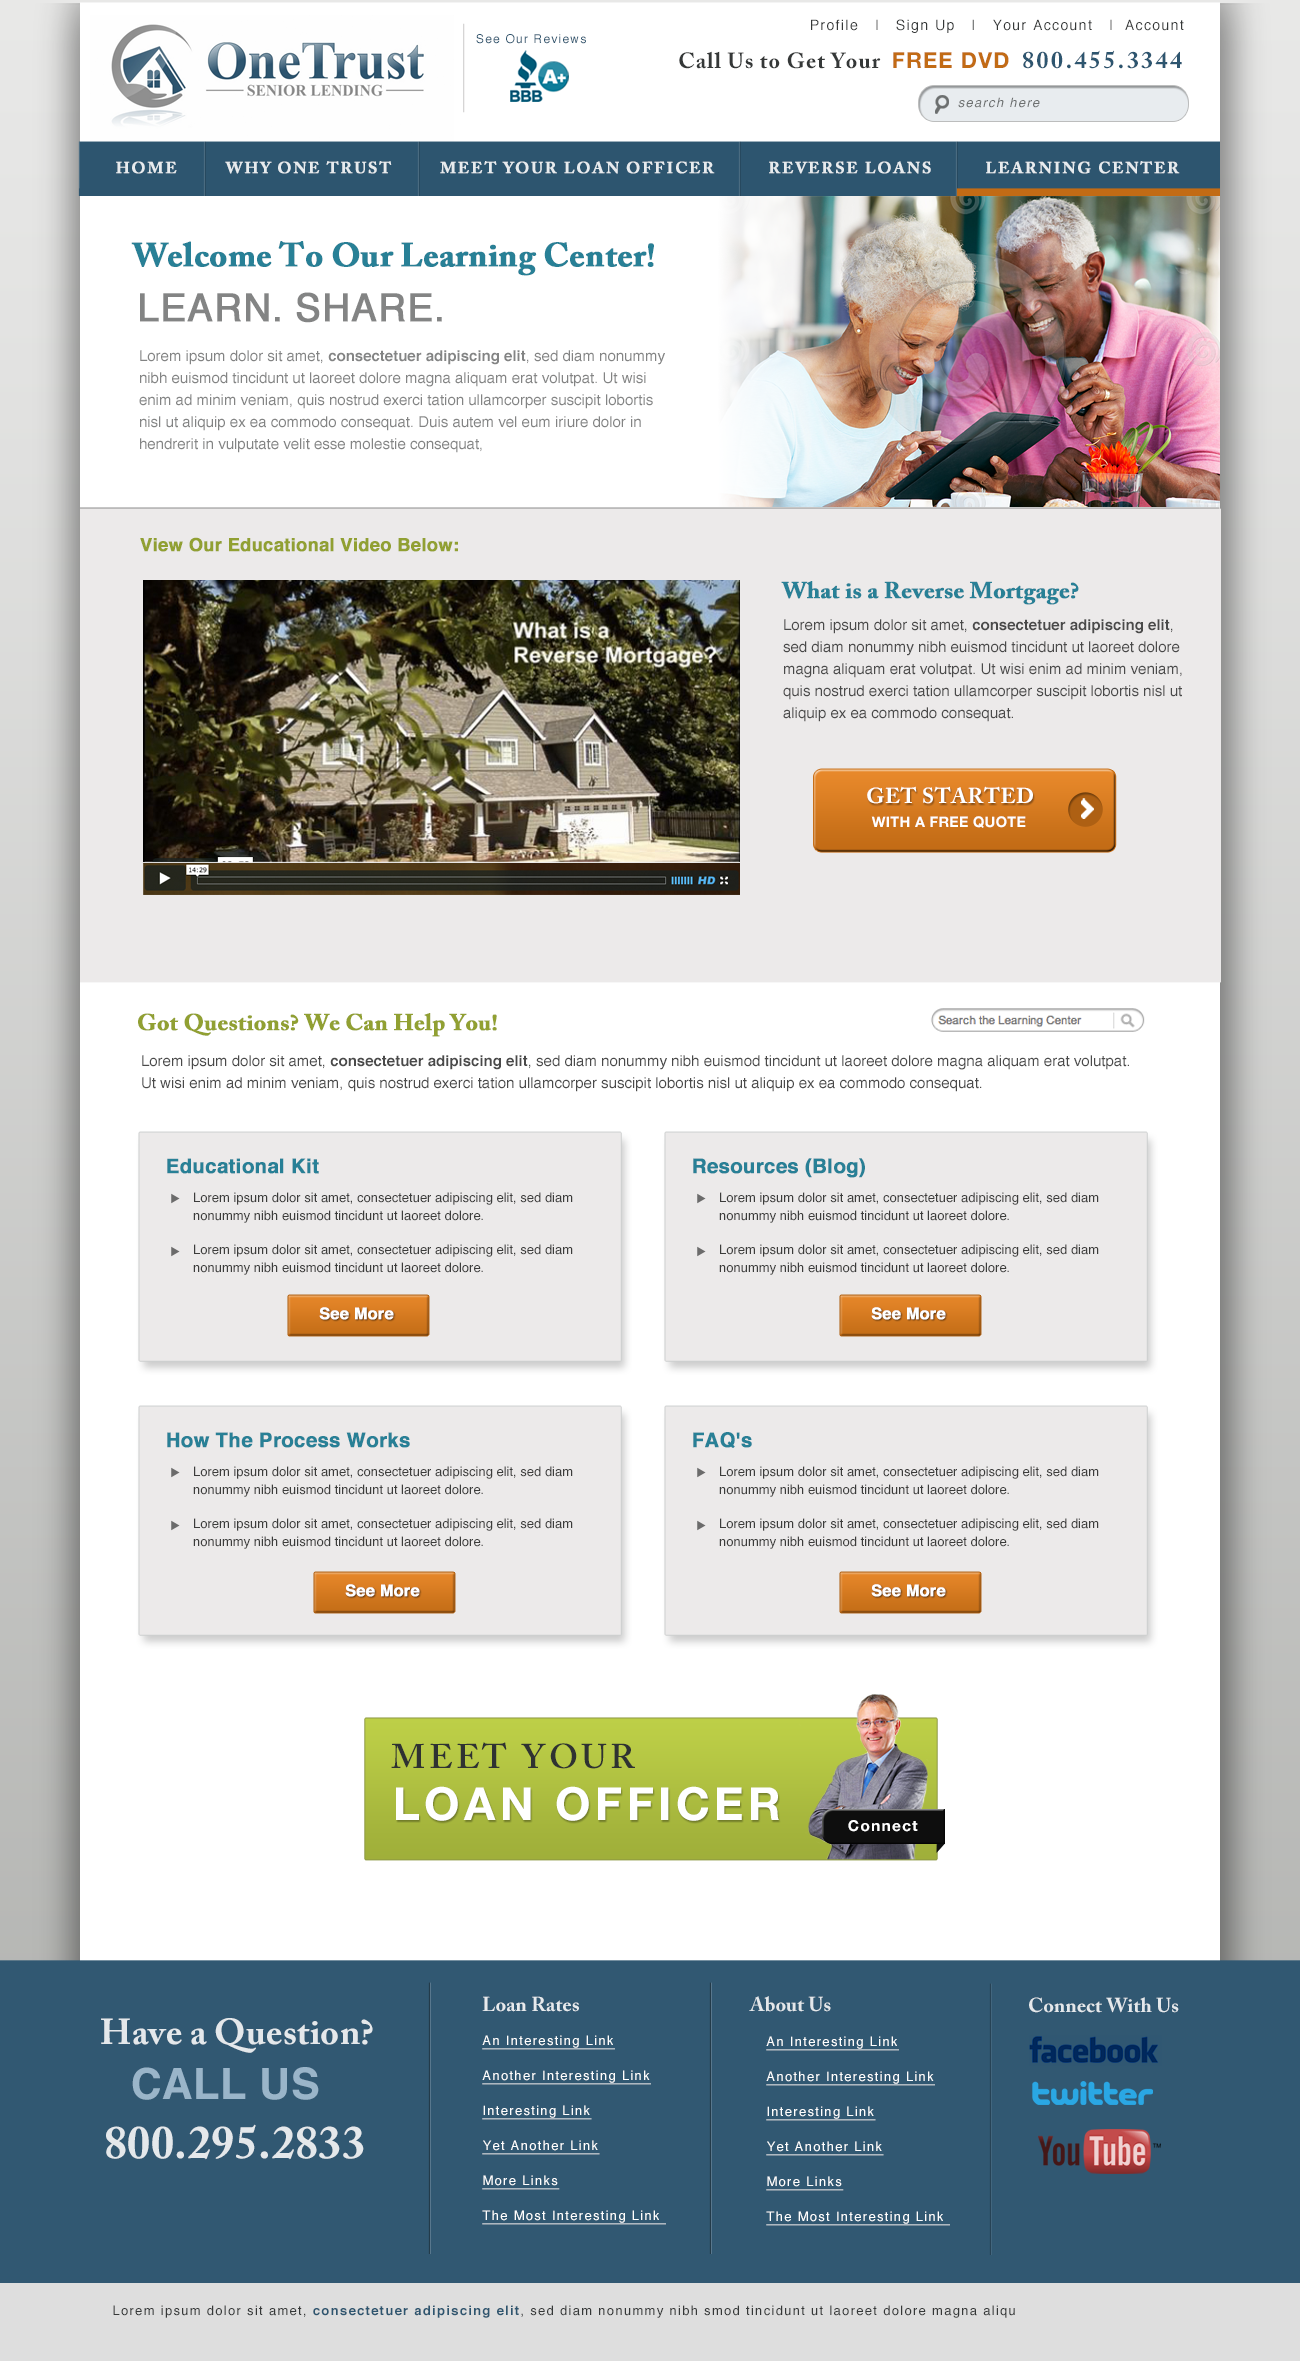 Profile | Sign Up | Your Account | Account
OneTrust
SENIOR LENDING
See Our Reviews
BBB A+
Call Us to Get Your FREE DVD 800.455.3344
search here
HOME WHY ONE TRUST MEET YOUR LOAN OFFICER REVERSE LOANS LEARNING CENTER
Welcome To Our Learning Center!
LEARN. SHARE.
Lorem ipsum dolor sit amet, consectetuer adipiscing elit, sed diam nonummy
nibh euismod tincidunt ut laoreet dolore magna aliquam erat volutpat. Ut wisi
enim ad minim veniam, quis nostrud exerci tation ullamcorper suscipit lobortis
nisl ut aliquip ex ea commodo consequat. Duis autem vel eum iriure dolor in
hendrerit in vulputate velit esse molestie consequat,
View Our Educational Video Below:
What is a
Reverse Mortgage?
14:29
HD
What is a Reverse Mortgage?
Lorem ipsum dolor sit amet, consectetuer adipiscing elit,
sed diam nonummy nibh euismod tincidunt ut laoreet dolore
magna aliquam erat volutpat. Ut wisi enim ad minim veniam,
quis nostrud exerci tation ullamcorper suscipit lobortis nisl ut
aliquip ex ea commodo consequat.
GET STARTED
WITH A FREE QUOTE
Got Questions? We Can Help You!
Search the Learning Center
Lorem ipsum dolor sit amet, consectetuer adipiscing elit, sed diam nonummy nibh euismod tincidunt ut laoreet dolore magna aliquam erat volutpat.
Ut wisi enim ad minim veniam, quis nostrud exerci tation ullamcorper suscipit lobortis nisl ut aliquip ex ea commodo consequat.
Educational Kit
Lorem ipsum dolor sit amet, consectetuer adipiscing elit, sed diam
nonummy nibh euismod tincidunt ut laoreet dolore.
Lorem ipsum dolor sit amet, consectetuer adipiscing elit, sed diam
nonummy nibh euismod tincidunt ut laoreet dolore.
See More
Resources (Blog)
Lorem ipsum dolor sit amet, consectetuer adipiscing elit, sed diam
nonummy nibh euismod tincidunt ut laoreet dolore.
Lorem ipsum dolor sit amet, consectetuer adipiscing elit, sed diam
nonummy nibh euismod tincidunt ut laoreet dolore.
See More
How The Process Works
Lorem ipsum dolor sit amet, consectetuer adipiscing elit, sed diam
nonummy nibh euismod tincidunt ut laoreet dolore.
Lorem ipsum dolor sit amet, consectetuer adipiscing elit, sed diam
nonummy nibh euismod tincidunt ut laoreet dolore.
See More
FAQ's
Lorem ipsum dolor sit amet, consectetuer adipiscing elit, sed diam
nonummy nibh euismod tincidunt ut laoreet dolore.
Lorem ipsum dolor sit amet, consectetuer adipiscing elit, sed diam
nonummy nibh euismod tincidunt ut laoreet dolore.
See More
MEET YOUR
LOAN OFFICER
Connect
Have a Question?
CALL US
800.295.2833
Loan Rates
An Interesting Link
Another Interesting Link
Interesting Link
Yet Another Link
More Links
The Most Interesting Link
About Us
An Interesting Link
Another Interesting Link
Interesting Link
Yet Another Link
More Links
The Most Interesting Link
Connect With Us
facebook
twitter
YouTube™
Lorem ipsum dolor sit amet, consectetuer adipiscing elit, sed diam nonummy nibh smod tincidunt ut laoreet dolore magna aliqu